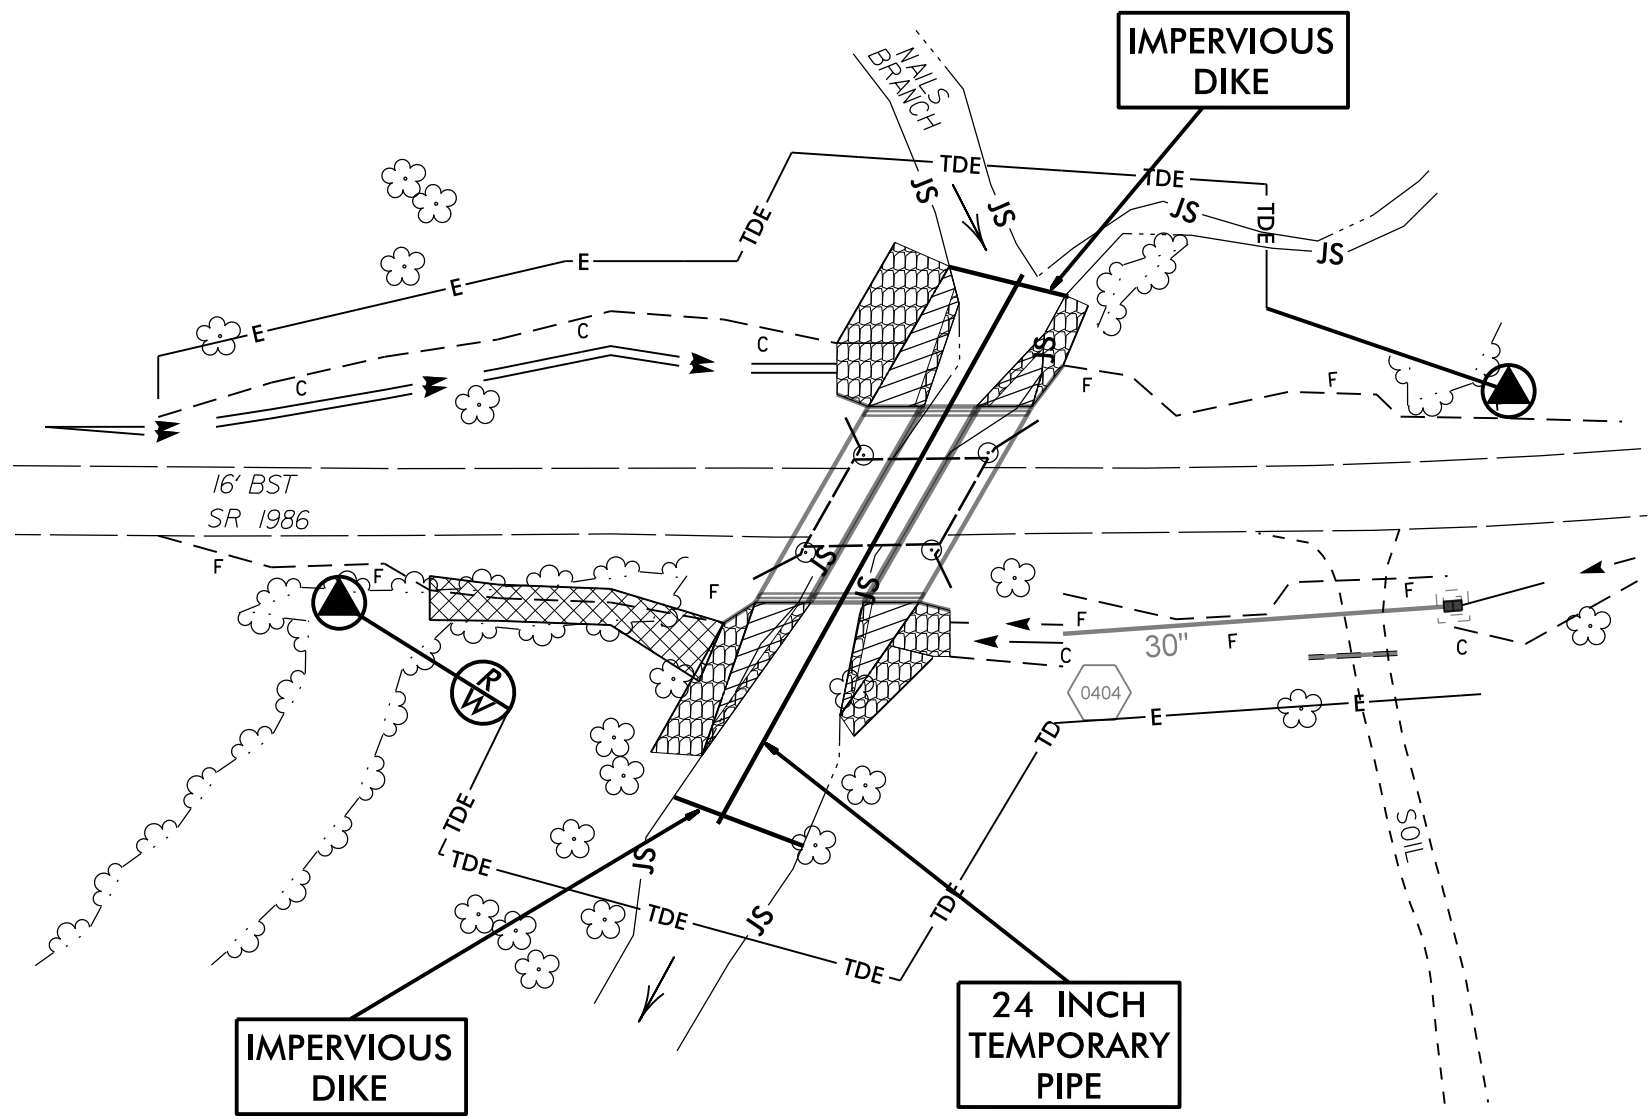 IMPERVIOUS
DIKE
NAILS
BRANCH
TDE
TDE
JS
JS
JS
TDE
TDE
JS
E
E
E
C
C
C
JS
F
F
16' BST
SR 1986
F
F
F
JS
JS
F
F
F
30"
C
C
0404
R
W
E
E
TD
TDE
TDE
SOIL
JS
TDE
TDE
JS
TDE
24 INCH
TEMPORARY
PIPE
IMPERVIOUS
DIKE